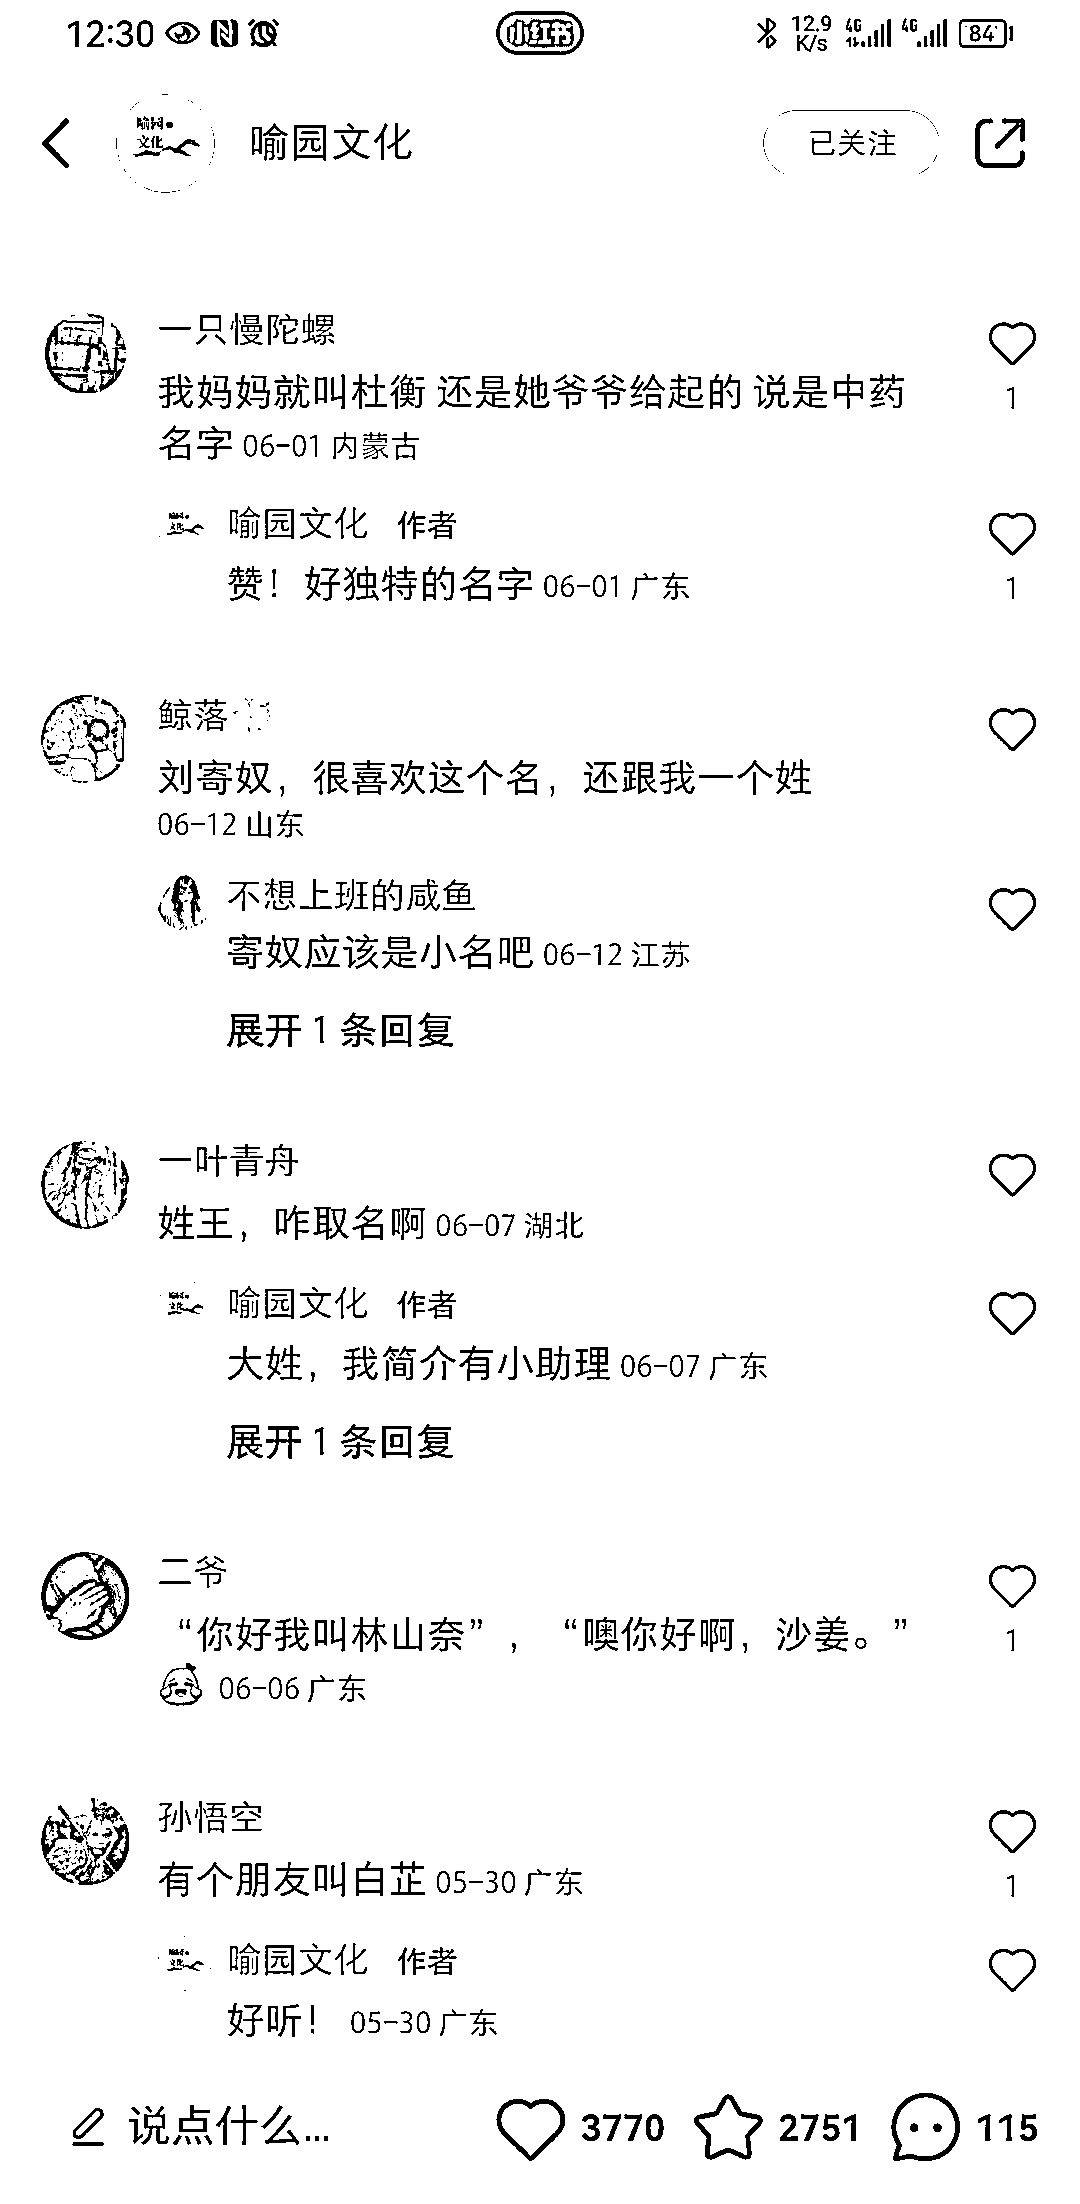 12:30
小红书
12.9
K/s
4G
4G
84
喻园文化
喻园文化
已关注
一只慢陀螺
我妈妈就叫杜衡 还是她爷爷给起的 说是中药
1
名字 06-01 内蒙古
喻园文化 作者
赞！好独特的名字 06-01 广东
1
鲸落
刘寄奴，很喜欢这个名，还跟我一个姓
06-12 山东
不想上班的咸鱼
寄奴应该是小名吧 06-12 江苏
展开 1 条回复
一叶青舟
姓王，咋取名啊 06-07 湖北
喻园文化 作者
大姓，我简介有小助理 06-07 广东
展开 1 条回复
二爷
“你好我叫林山奈”，“噢你好啊，沙姜。”
1
06-06 广东
孙悟空
有个朋友叫白芷 05-30 广东
1
喻园文化 作者
好听！ 05-30 广东
说点什么...
3770
2751
115